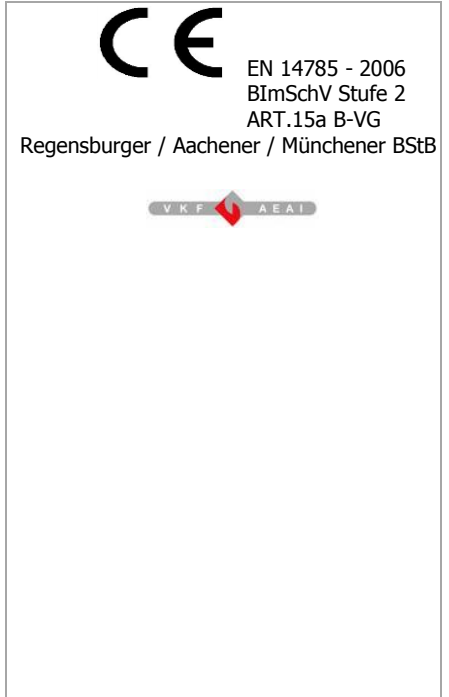 CE
EN 14785 - 2006
BImSchV Stufe 2
ART.15a B-VG
Regensburger / Aachener / Münchener BStB
VKF AEAI